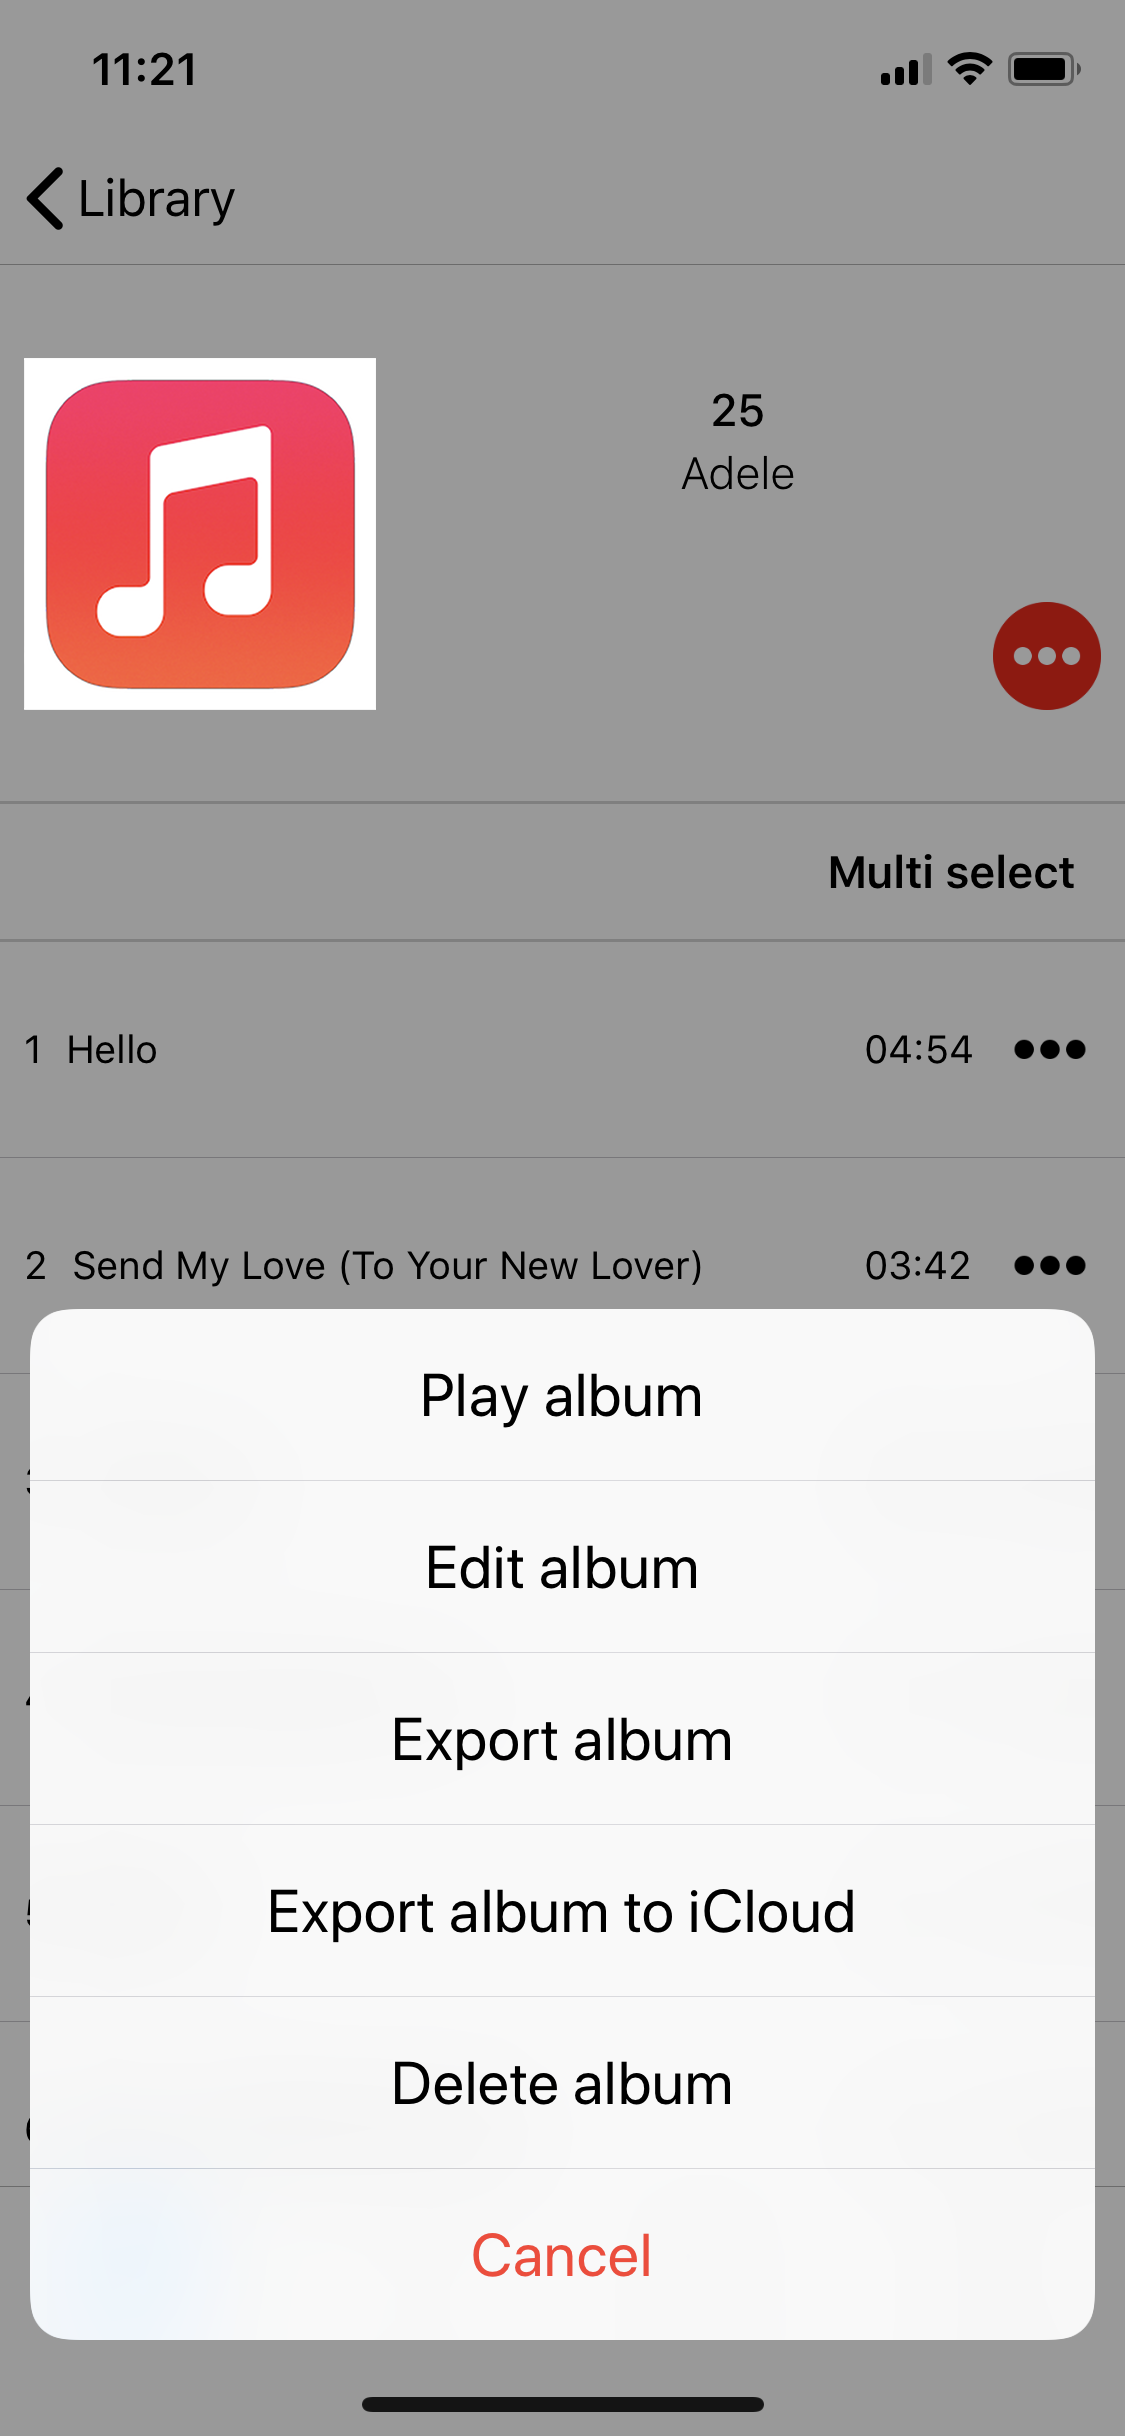 11:21
Library
25
Adele
Multi select
1 Hello 04:54
2 Send My Love (To Your New Lover) 03:42
Play album
Edit album
Export album
Export album to iCloud
Delete album
Cancel